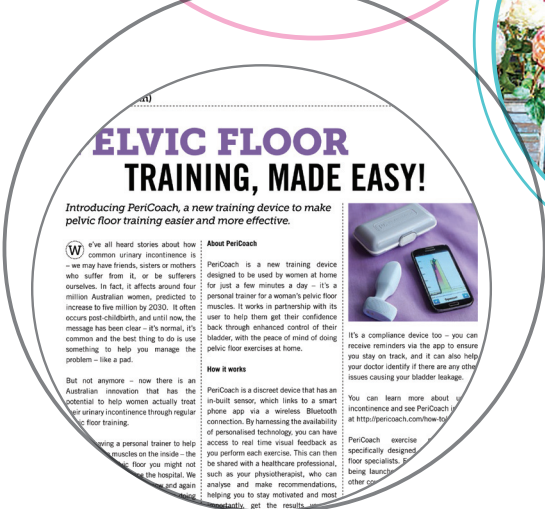 ELVIC FLOOR
TRAINING, MADE EASY!
Introducing PeriCoach, a new training device to make
pelvic floor training easier and more effective.
We've all heard stories about how
common urinary incontinence is
– we may have friends, sisters or mothers
who suffer from it, or be sufferers
ourselves. In fact, it affects around four
million Australian women, predicted to
increase to five million by 2030. It often
occurs post-childbirth, and until now, the
message has been clear – it's normal, it's
common and the best thing to do is use
something to help you manage the
problem – like a pad.
But not anymore – now there is an
Australian innovation that has the
potential to help women actually treat
their urinary incontinence through regular
floor training.
having a personal trainer to help
muscles on the inside – the
floor you might not
the hospital. We
now and again
doing
About PeriCoach
PeriCoach is a new training device
designed to be used by women at home
for just a few minutes a day – it's a
personal trainer for a woman's pelvic floor
muscles. It works in partnership with its
user to help them get their confidence
back through enhanced control of their
bladder, with the peace of mind of doing
pelvic floor exercises at home.
How it works
PeriCoach is a discreet device that has an
in-built sensor, which links to a smart
phone app via a wireless Bluetooth
connection. By harnessing the availability
of personalised technology, you can have
access to real time visual feedback as
you perform each exercise. This can then
be shared with a healthcare professional,
such as your physiotherapist, who can
analyse and make recommendations,
helping you to stay motivated and most
importantly, get the results
It's a compliance device too – you can
receive reminders via the app to ensure
you stay on track, and it can also help
your doctor identify if there are any other
issues causing your bladder leakage.
You can learn more about
incontinence and see PeriCoach
at http://pericoach.com/how-to
PeriCoach exercise
specifically designed
floor specialists.
being launched
other